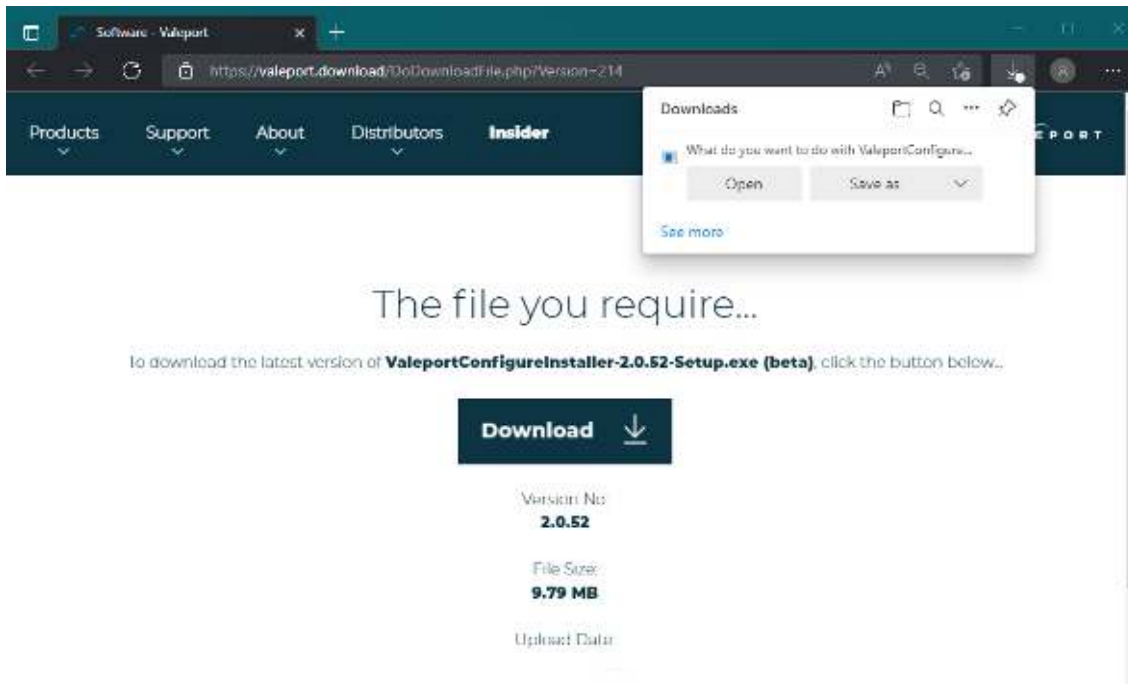 Software - Valeport
https://valeport.download/DoDownloadFile.php?Version=214
Downloads
What do you want to do with ValeportConfigure...
Open
Save as
See more
Products
Support
About
Distributors
Insider
EPORT
The file you require...
To download the latest version of ValeportConfigureInstaller-2.0.52-Setup.exe (beta), click the button below...
Download
Version No
2.0.52
File Size:
9.79 MB
Upload Date